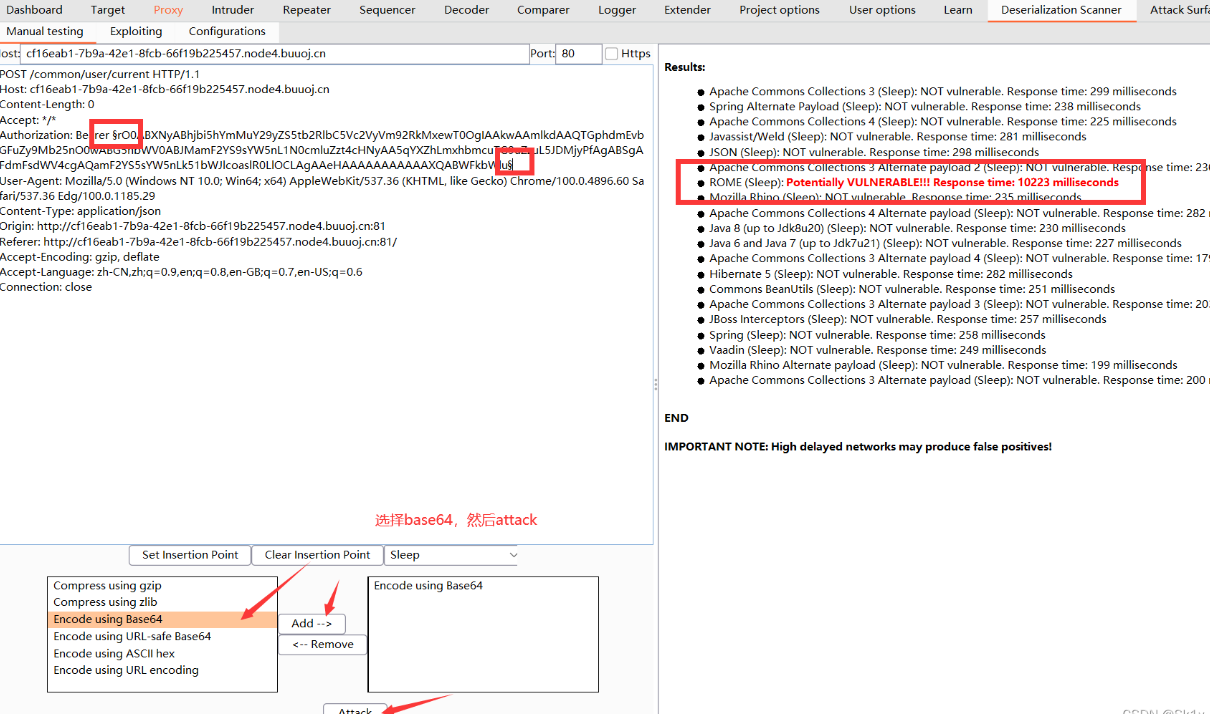 Dashboard Target Proxy Intruder Repeater Sequencer Decoder Comparer Logger Extender Project options User options Learn Deserialization Scanner Attack Surfa
Manual testing Exploiting Configurations
ost: cf16eab1-7b9a-42e1-8fcb-66f19b225457.node4.buuoj.cn Port: 80 Https
POST /common/user/current HTTP/1.1
Host: cf16eab1-7b9a-42e1-8fcb-66f19b225457.node4.buuoj.cn
Content-Length: 0
Accept: */*
Authorization: Bearer
User-Agent: Mozilla/5.0 (Windows NT 10.0; Win64; x64) AppleWebKit/537.36 (KHTML, like Gecko) Chrome/100.0.4896.60 Sa
fari/537.36 Edg/100.0.1185.29
Content-Type: application/json
Origin: http://cf16eab1-7b9a-42e1-8fcb-66f19b225457.node4.buuoj.cn:81
Referer: http://cf16eab1-7b9a-42e1-8fcb-66f19b225457.node4.buuoj.cn:81/
Accept-Encoding: gzip, deflate
Accept-Language: zh-CN,zh;q=0.9,en;q=0.8,en-GB;q=0.7,en-US;q=0.6
Connection: close
选择base64，然后attack
Set Insertion Point Clear Insertion Point Sleep
Compress using gzip
Compress using zlib
Encode using Base64
Encode using URL-safe Base64
Encode using ASCII hex
Encode using URL encoding
Add -->
<-- Remove
Encode using Base64
Attack
Results:
Apache Commons Collections 3 (Sleep): NOT vulnerable. Response time: 299 milliseconds
Spring Alternate Payload (Sleep): NOT vulnerable. Response time: 238 milliseconds
Apache Commons Collections 4 (Sleep): NOT vulnerable. Response time: 225 milliseconds
Javassist/Weld (Sleep): NOT vulnerable. Response time: 281 milliseconds
JSON (Sleep): NOT vulnerable. Response time: 298 milliseconds
Apache Commons Collections 3 Alternate payload 2 (Sleep): NOT vulnerable. Response time: 236
ROME (Sleep): Potentially VULNERABLE!!! Response time: 10223 milliseconds
Mozilla Rhino (Sleep): NOT vulnerable. Response time: 235 milliseconds
Apache Commons Collections 4 Alternate payload (Sleep): NOT vulnerable. Response time: 282 m
Java 8 (up to Jdk8u20) (Sleep): NOT vulnerable. Response time: 230 milliseconds
Java 6 and Java 7 (up to Jdk7u21) (Sleep): NOT vulnerable. Response time: 227 milliseconds
Apache Commons Collections 3 Alternate payload 4 (Sleep): NOT vulnerable. Response time: 179
Hibernate 5 (Sleep): NOT vulnerable. Response time: 282 milliseconds
Commons BeanUtils (Sleep): NOT vulnerable. Response time: 251 milliseconds
Apache Commons Collections 3 Alternate payload 3 (Sleep): NOT vulnerable. Response time: 20
JBoss Interceptors (Sleep): NOT vulnerable. Response time: 257 milliseconds
Spring (Sleep): NOT vulnerable. Response time: 258 milliseconds
Vaadin (Sleep): NOT vulnerable. Response time: 249 milliseconds
Mozilla Rhino Alternate payload (Sleep): NOT vulnerable. Response time: 199 milliseconds
Apache Commons Collections 3 Alternate payload (Sleep): NOT vulnerable. Response time: 200 m
END
IMPORTANT NOTE: High delayed networks may produce false positives!